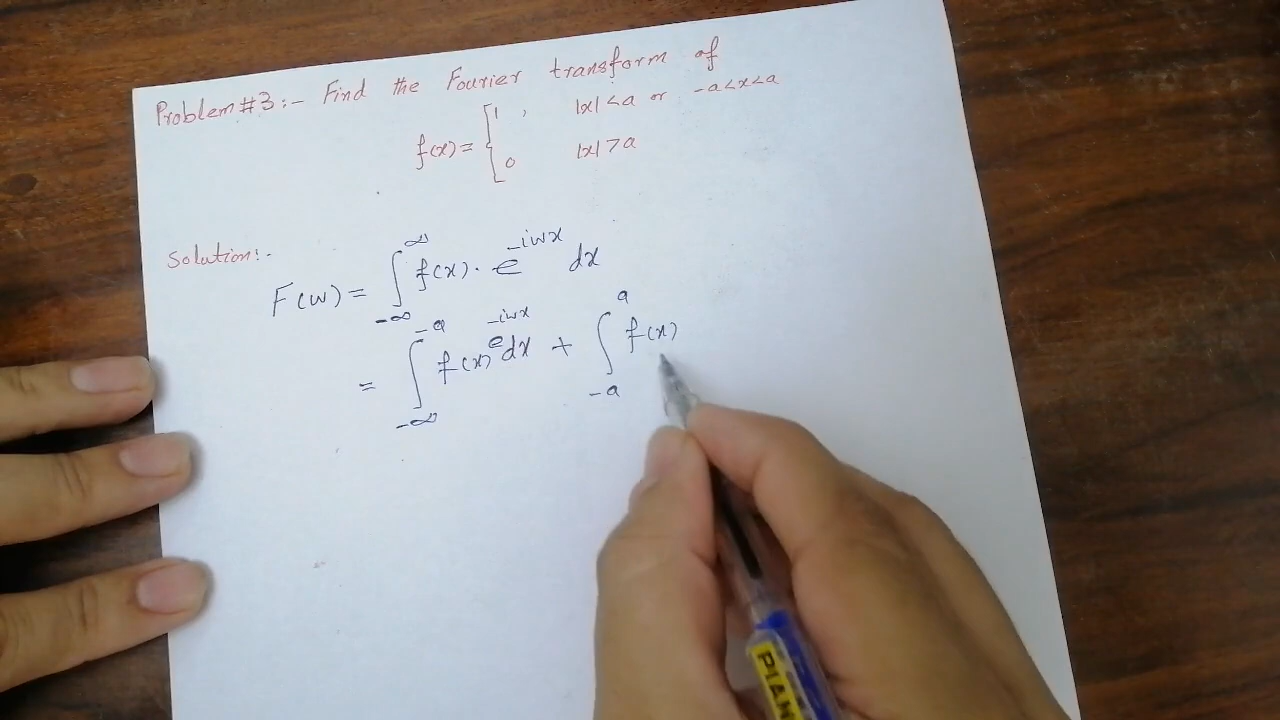 Problem #3:- Find the Fourier transform of
f(x) = { 1 , |x| < a or -a<x<a
0 |x| > a
Solution:-
F(w) = ∫_{-∞}^{∞} f(x) · e^{-iwx} dx
= ∫_{-∞}^{-a} f(x) e^{-iwx} dx + ∫_{-a}^{a} f(x)